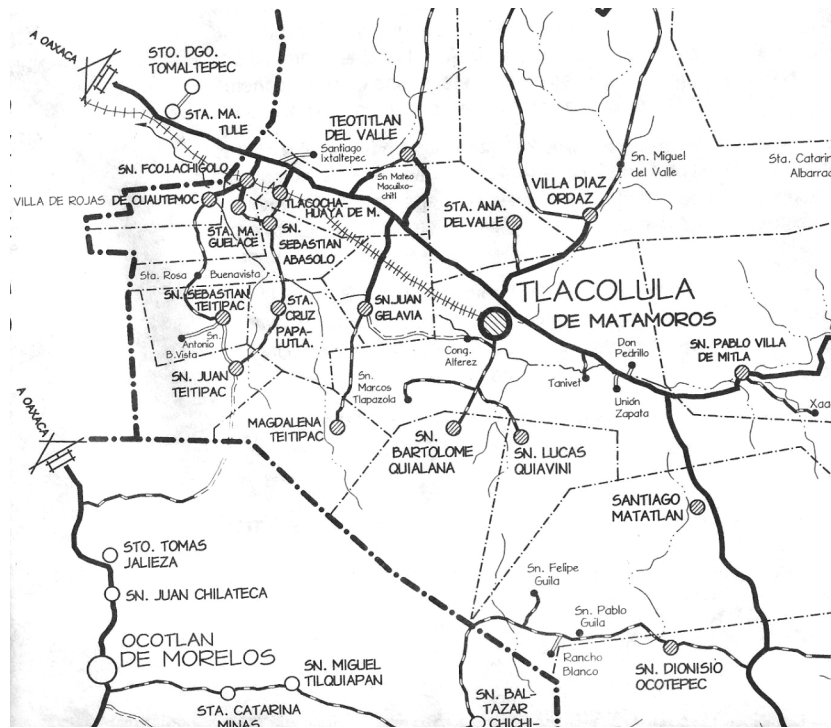 A OAXACA
STO. DGO.
TOMALTEPEC
STA. MA.
TULE
TEOTITLAN
DEL VALLE
Santiago
Ixtaltepec
SN. FCO. LACHIGOLO
Sn Mateo
Macuilxo-
chitl
Sn. Miguel
del Valle
Sta. Catarin
Albarrad
VILLA DIAZ
ORDAZ
VILLA DE ROJAS DE CUAUTEMOC
TLACOCHA-
HUAYA DE M.
STA. ANA.
DELVALLE
STA. MA.
GUELACE
SN.
SEBASTIAN
ABASOLO
Sta. Rosa
Buenavista
SN. SEBASTIAN
TEITIPAC
STA.
CRUZ
PAPA-
LUTLA.
SN. JUAN
GELAVIA
TLACOLULA
DE MATAMOROS
Sn.
Antonio
B. Vista
Cong.
Alferez
Don
Pedrillo
SN. PABLO VILLA
DE MITLA
SN. JUAN
TEITIPAC
Sn.
Marcos
Tlapazola
Tanivet
Unión
Zapata
Xaa
A OAXACA
MAGDALENA
TEITIPAC
SN.
BARTOLOME
QUIALANA
SN. LUCAS
QUIAVINI
SANTIAGO
MATATLAN
STO. TOMAS
JALIEZA
SN. JUAN CHILATECA
Sn. Felipe
Guila
Sn. Pablo
Guila
OCOTLAN
DE MORELOS
SN. MIGUEL
TILQUIAPAN
Rancho
Blanco
SN. DIONISIO
OCOTEPEC
STA. CATARINA
MINAS
SN. BAL-
TAZAR
CHICHI-